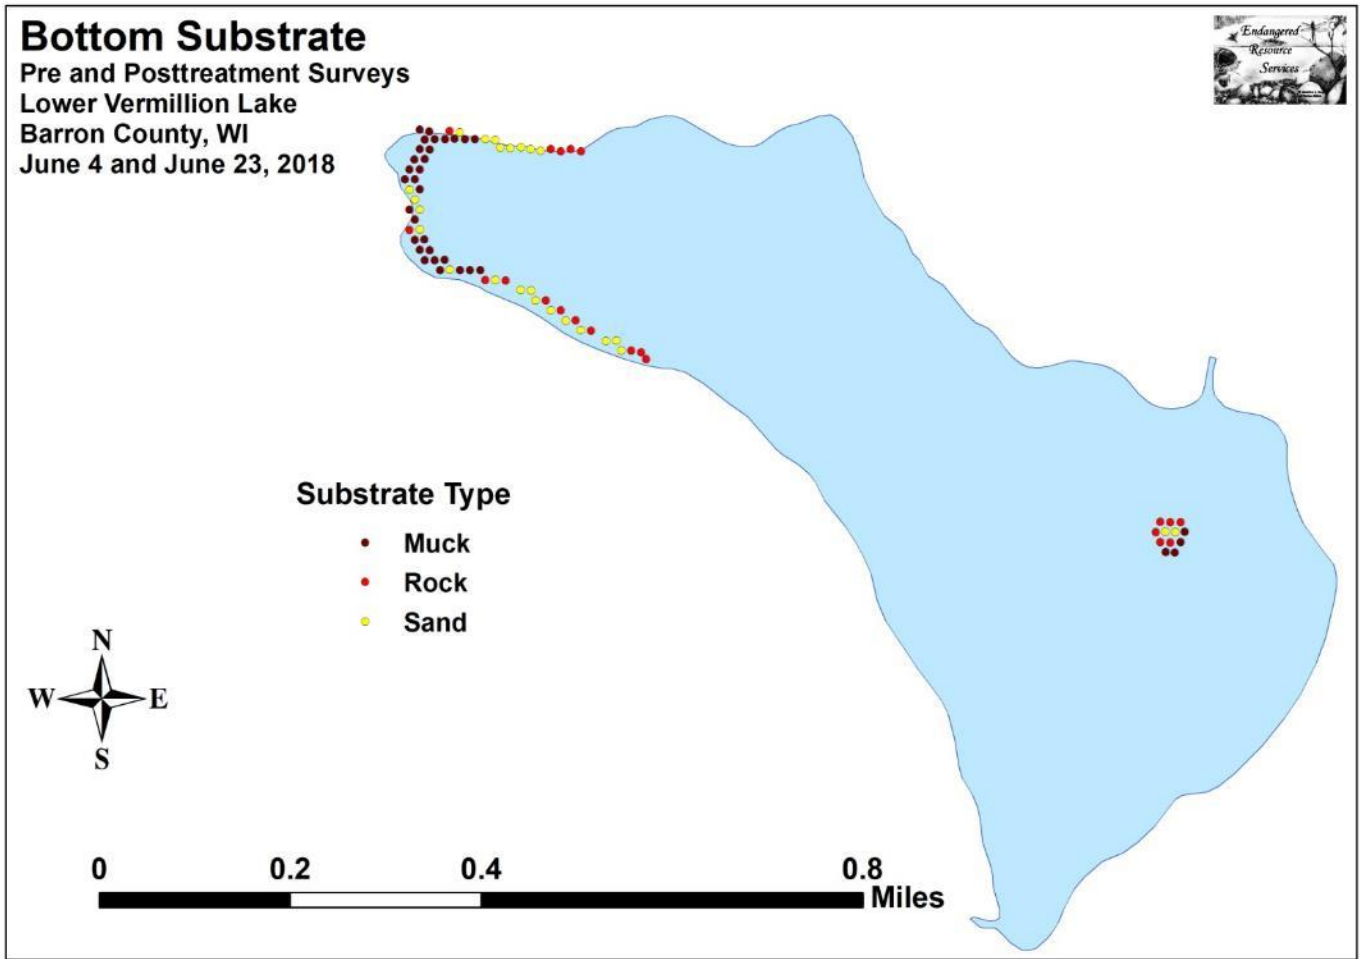 Bottom Substrate
Pre and Posttreatment Surveys
Lower Vermillion Lake
Barron County, WI
June 4 and June 23, 2018
Endangered
Resource
Services
Substrate Type
Muck
Rock
Sand
N
W E
S
0 0.2 0.4 0.8
Miles